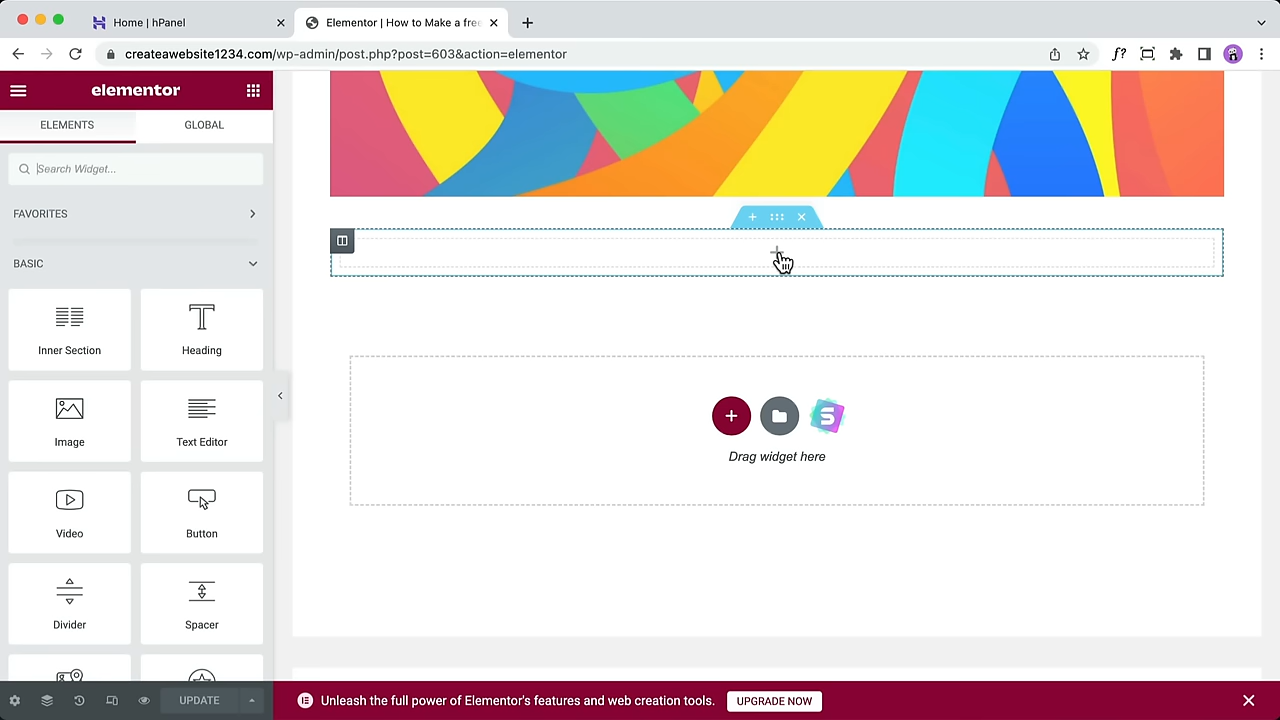 Home | hPanel
Elementor | How to Make a free
createawebsite1234.com/wp-admin/post.php?post=603&action=elementor
f?
elementor
ELEMENTS
GLOBAL
Search Widget...
FAVORITES
BASIC
Inner Section
Heading
Image
Text Editor
Video
Button
Divider
Spacer
S
Drag widget here
UPDATE
Unleash the full power of Elementor's features and web creation tools.
UPGRADE NOW